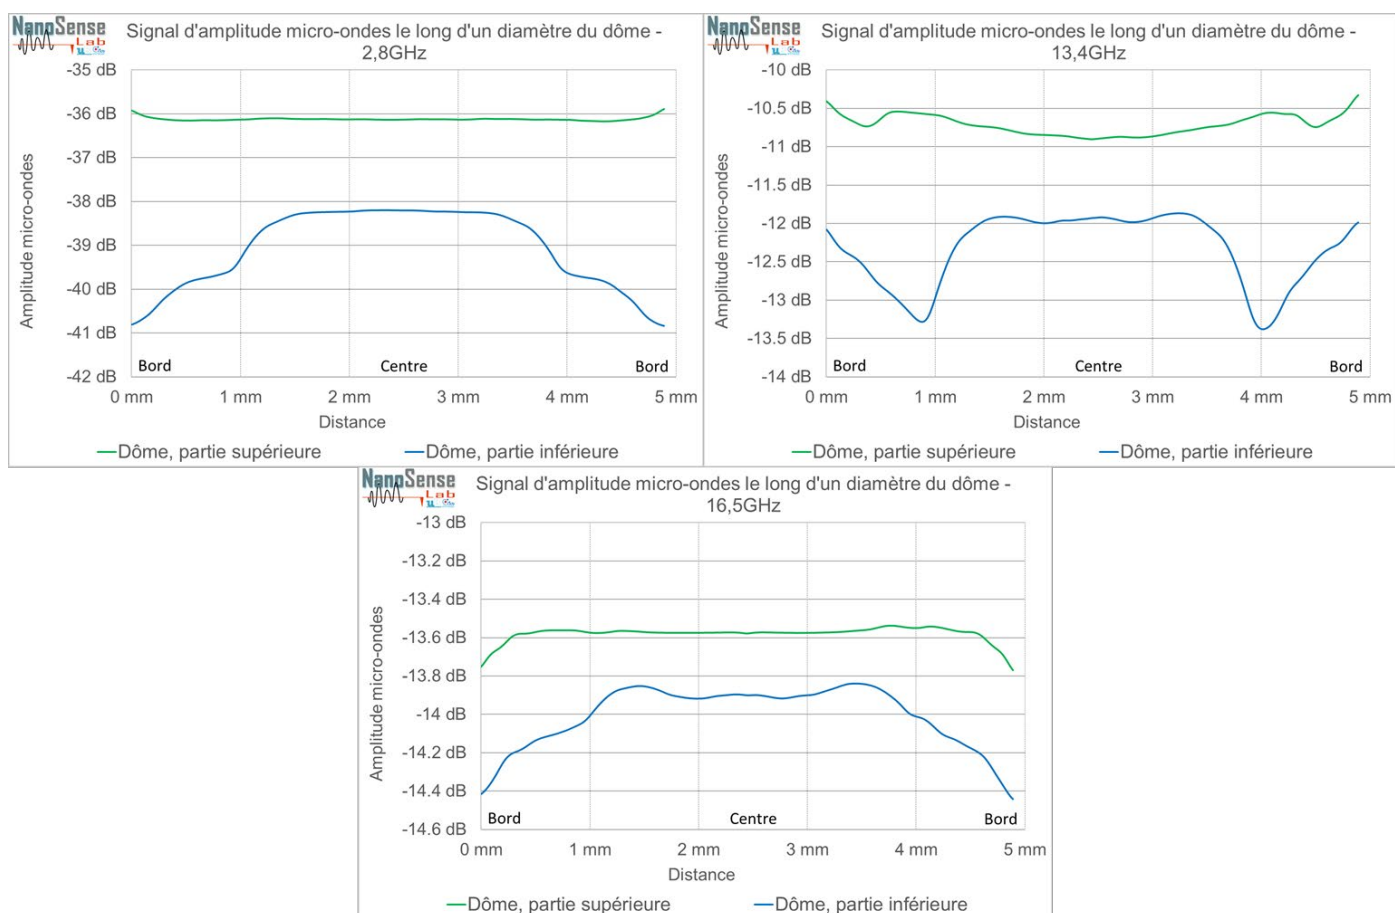 NanoSense
Lab
Signal d'amplitude micro-ondes le long d'un diamètre du dôme -
2,8GHz
-35 dB
-36 dB
-37 dB
-38 dB
-39 dB
-40 dB
-41 dB
-42 dB
Amplitude micro-ondes
Bord
Centre
Bord
0 mm
1 mm
2 mm
3 mm
4 mm
5 mm
Distance
Dôme, partie supérieure
Dôme, partie inférieure
NanoSense
Lab
Signal d'amplitude micro-ondes le long d'un diamètre du dôme -
13,4GHz
-10 dB
-10.5 dB
-11 dB
-11.5 dB
-12 dB
-12.5 dB
-13 dB
-13.5 dB
-14 dB
Amplitude micro-ondes
Bord
Centre
Bord
0 mm
1 mm
2 mm
3 mm
4 mm
5 mm
Distance
Dôme, partie supérieure
Dôme, partie inférieure
NanoSense
Lab
Signal d'amplitude micro-ondes le long d'un diamètre du dôme -
16,5GHz
-13 dB
-13.2 dB
-13.4 dB
-13.6 dB
-13.8 dB
-14 dB
-14.2 dB
-14.4 dB
-14.6 dB
Amplitude micro-ondes
Bord
Centre
Bord
0 mm
1 mm
2 mm
3 mm
4 mm
5 mm
Distance
Dôme, partie supérieure
Dôme, partie inférieure